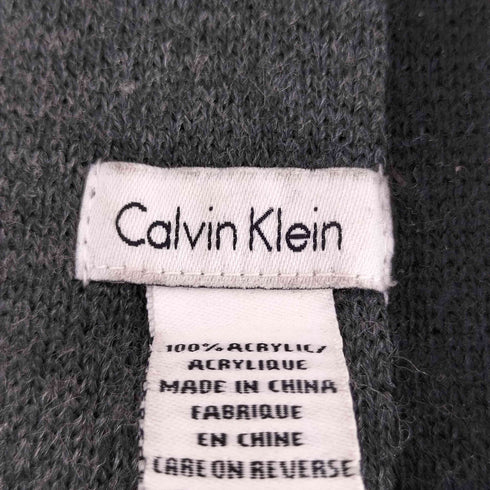 Calvin Klein
100% ACRYLIC/
ACRYLIQUE
MADE IN CHINA
FABRIQUE
EN CHINE
CARE ON REVERSE